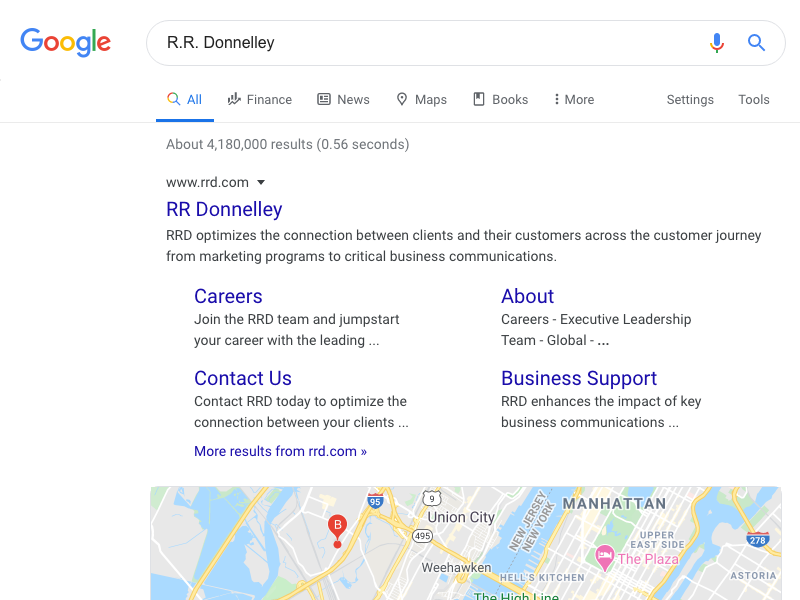 Google
R.R. Donnelley
All
Finance
News
Maps
Books
More
Settings
Tools
About 4,180,000 results (0.56 seconds)
www.rrd.com
RR Donnelley
RRD optimizes the connection between clients and their customers across the customer journey
from marketing programs to critical business communications.
Careers
Join the RRD team and jumpstart
your career with the leading ...
About
Careers - Executive Leadership
Team - Global - ...
Contact Us
Contact RRD today to optimize the
connection between your clients ...
Business Support
RRD enhances the impact of key
business communications ...
More results from rrd.com »
95
9
MANHATTAN
Union City
B
495
NEW JERSEY
NEW YORK
UPPER
EAST SIDE
278
The Plaza
Weehawken
HELL'S KITCHEN
ASTORIA
The High Line